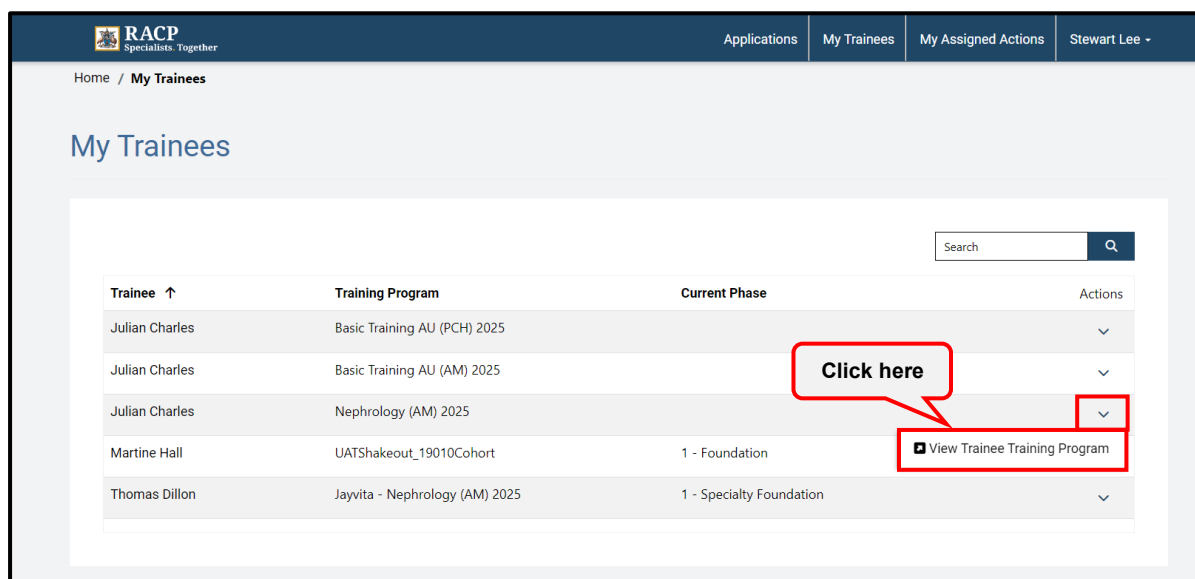 RACP
Specialists. Together
Applications My Trainees My Assigned Actions Stewart Lee
Home / My Trainees
My Trainees
Search
Trainee ↑ Training Program Current Phase Actions
Julian Charles Basic Training AU (PCH) 2025
Julian Charles Basic Training AU (AM) 2025
Click here
Julian Charles Nephrology (AM) 2025
View Trainee Training Program
Martine Hall UATShakeout_19010Cohort 1 - Foundation
Thomas Dillon Jayvita - Nephrology (AM) 2025 1 - Specialty Foundation